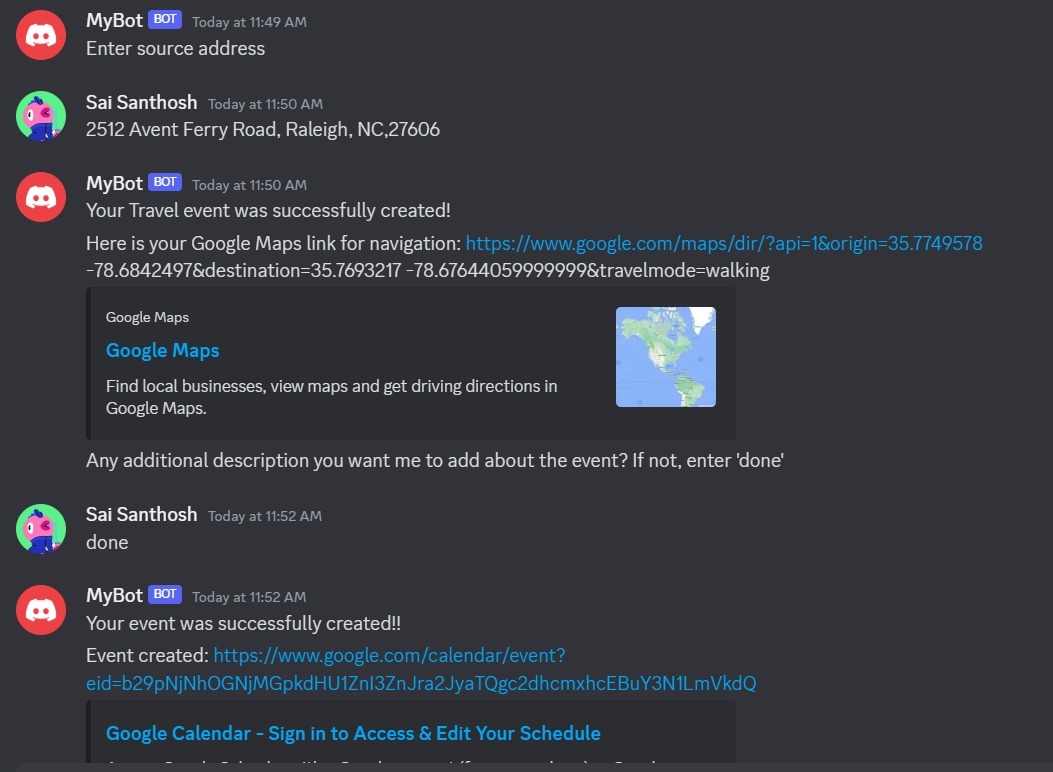 MyBot BOT Today at 11:49 AM
Enter source address
Sai Santhosh Today at 11:50 AM
2512 Avent Ferry Road, Raleigh, NC,27606
MyBot BOT Today at 11:50 AM
Your Travel event was successfully created!
Here is your Google Maps link for navigation: https://www.google.com/maps/dir/?api=1&origin=35.7749578
-78.6842497&destination=35.7693217 -78.67644059999999&travelmode=walking
Google Maps
Google Maps
Find local businesses, view maps and get driving directions in
Google Maps.
Any additional description you want me to add about the event? If not, enter 'done'
Sai Santhosh Today at 11:52 AM
done
MyBot BOT Today at 11:52 AM
Your event was successfully created!!
Event created: https://www.google.com/calendar/event?
eid=b29pNjNhOGNjMGpkdHU1ZnI3ZnJra2JyaTQgc2dhcmxhcEBuY3N1LmVkdQ
Google Calendar - Sign in to Access & Edit Your Schedule